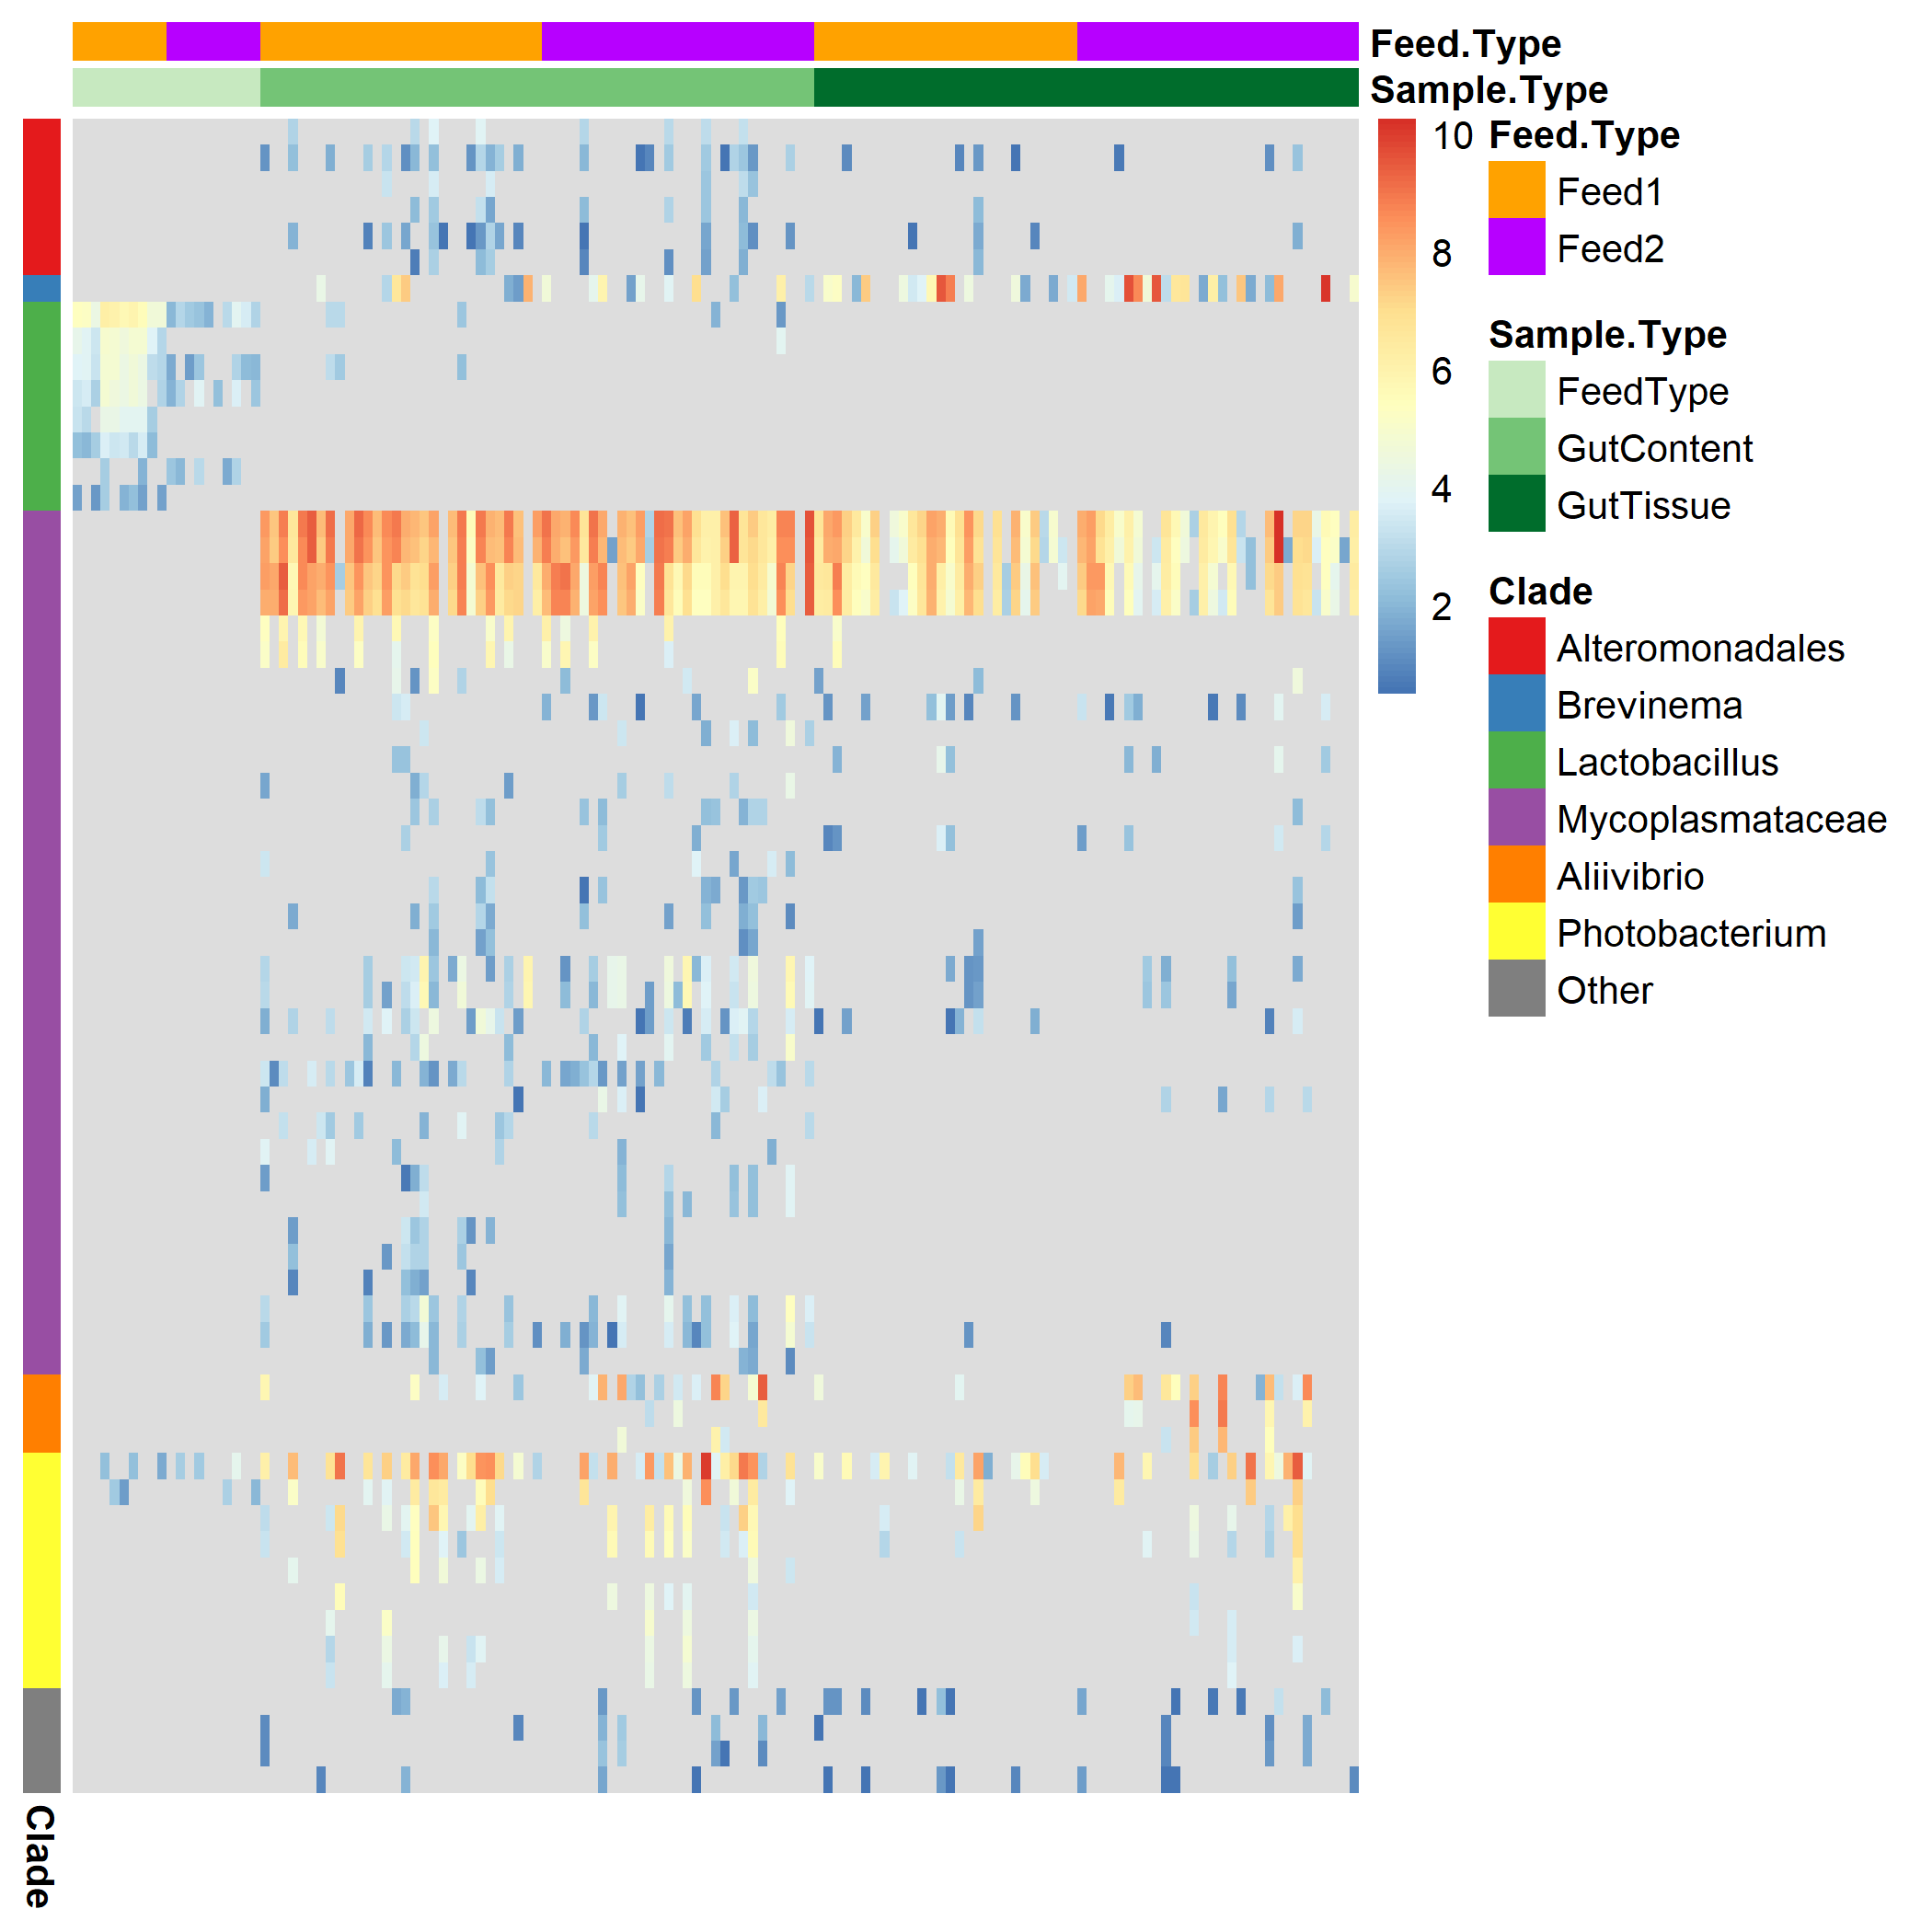 Feed.Type
Sample.Type
10
8
6
4
2
Feed.Type
Feed1
Feed2
Sample.Type
FeedType
GutContent
GutTissue
Clade
Alteromonadales
Brevinema
Lactobacillus
Mycoplasmataceae
Aliivibrio
Photobacterium
Other
Clade